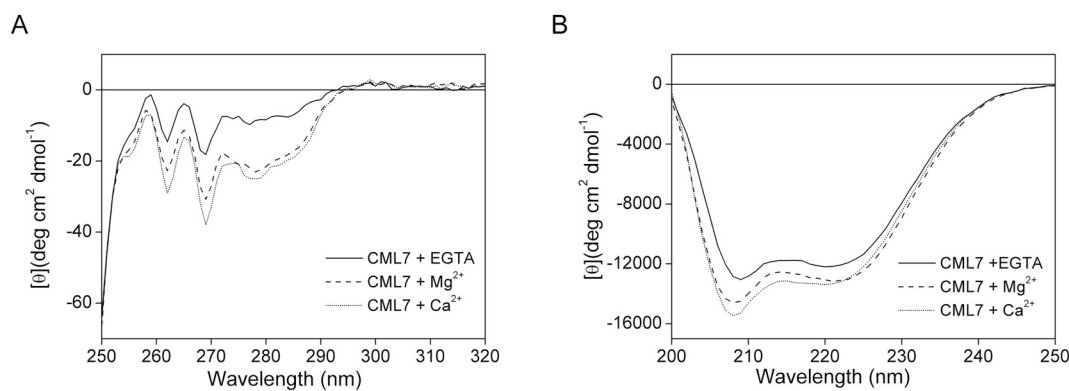 A
[θ](deg cm² dmol⁻¹)
0
-20
-40
-60
CML7 + EGTA
CML7 + Mg²⁺
CML7 + Ca²⁺
250 260 270 280 290 300 310 320
Wavelength (nm)
B
[θ](deg cm² dmol⁻¹)
0
-4000
-8000
-12000
-16000
CML7 +EGTA
CML7 + Mg²⁺
CML7 + Ca²⁺
200 210 220 230 240 250
Wavelength (nm)